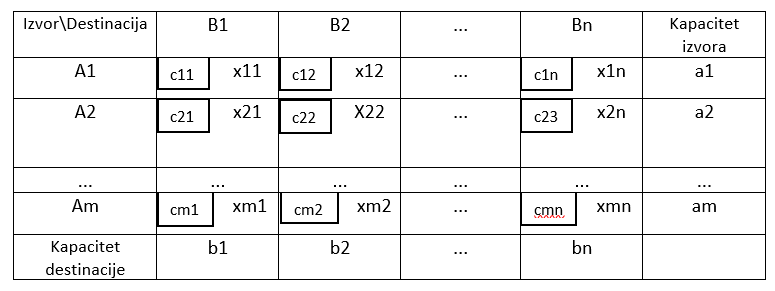 Izvor\Destinacija B1 B2 ... Bn Kapacitet
izvora
A1 c11 x11 c12 x12 ... c1n x1n a1
A2 c21 x21 c22 X22 ... c23 x2n a2
... ... ... ... ... ...
Am cm1 xm1 cm2 xm2 ... cmn xmn am
Kapacitet b1 b2 ... bn
destinacije